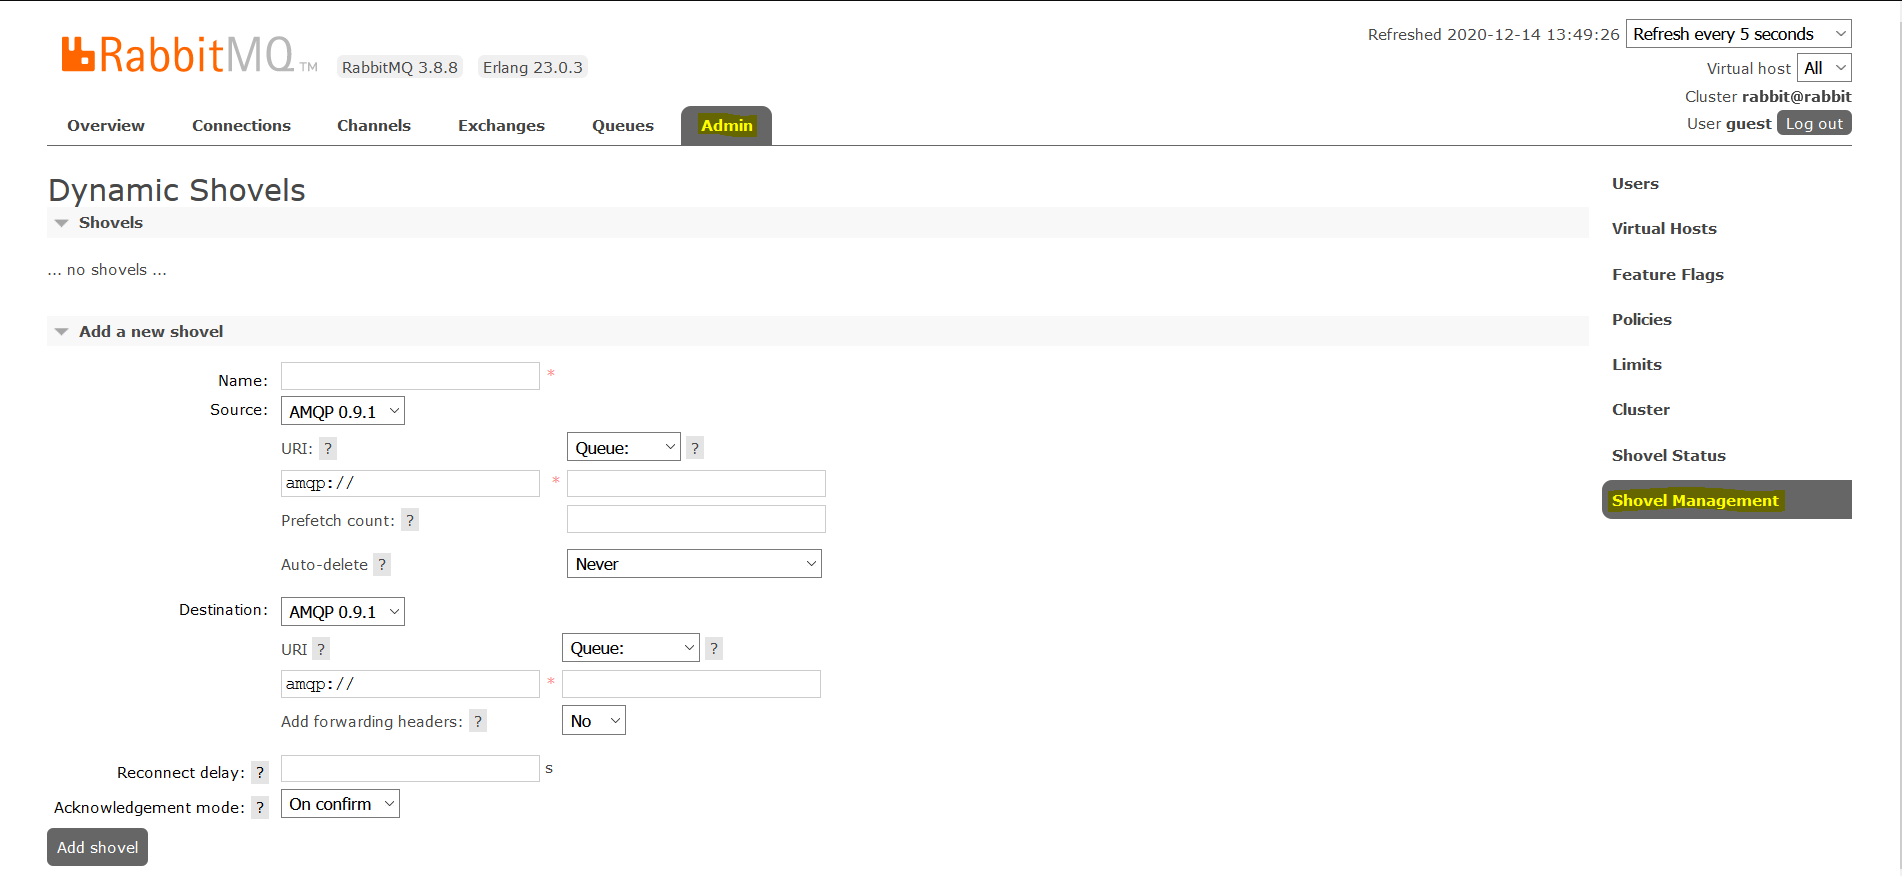 Refreshed 2020-12-14 13:49:26 Refresh every 5 seconds
RabbitMQ TM RabbitMQ 3.8.8 Erlang 23.0.3
Virtual host All
Cluster rabbit@rabbit
User guest Log out
Overview Connections Channels Exchanges Queues Admin
Dynamic Shovels
Shovels
... no shovels ...
Add a new shovel
Name: *
Source: AMQP 0.9.1
URI: ? Queue: ?
amqp:// *
Prefetch count: ?
Auto-delete ? Never
Destination: AMQP 0.9.1
URI ? Queue: ?
amqp:// *
Add forwarding headers: ? No
Reconnect delay: ? s
Acknowledgement mode: ? On confirm
Add shovel
Users
Virtual Hosts
Feature Flags
Policies
Limits
Cluster
Shovel Status
Shovel Management